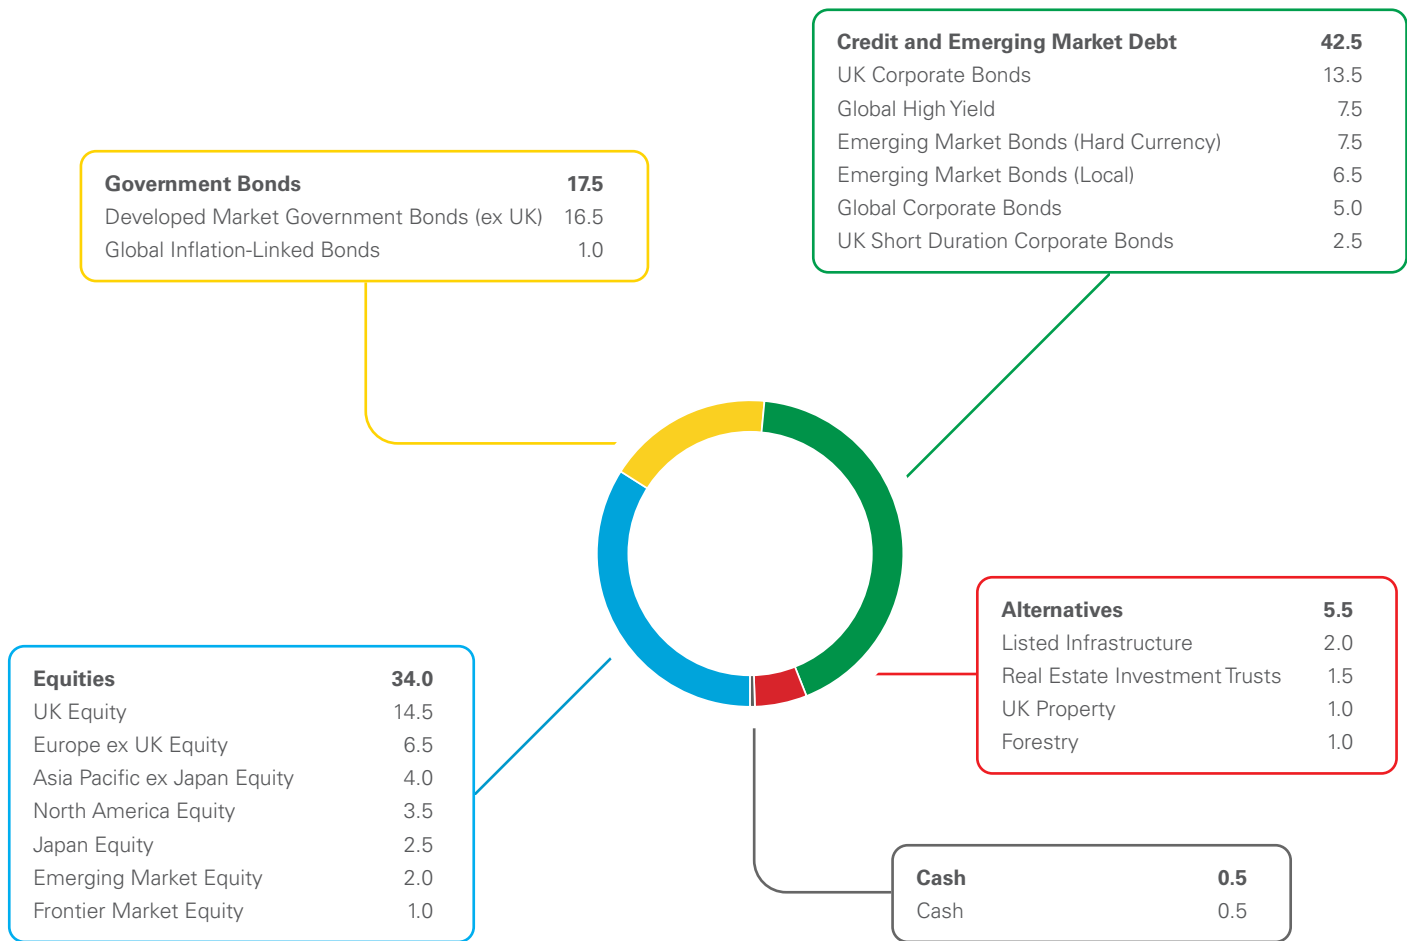 Credit and Emerging Market Debt 42.5
UK Corporate Bonds 13.5
Global High Yield 7.5
Emerging Market Bonds (Hard Currency) 7.5
Emerging Market Bonds (Local) 6.5
Global Corporate Bonds 5.0
UK Short Duration Corporate Bonds 2.5
Government Bonds 17.5
Developed Market Government Bonds (ex UK) 16.5
Global Inflation-Linked Bonds 1.0
Alternatives 5.5
Listed Infrastructure 2.0
Real Estate Investment Trusts 1.5
UK Property 1.0
Forestry 1.0
Equities 34.0
UK Equity 14.5
Europe ex UK Equity 6.5
Asia Pacific ex Japan Equity 4.0
North America Equity 3.5
Japan Equity 2.5
Emerging Market Equity 2.0
Frontier Market Equity 1.0
Cash 0.5
Cash 0.5